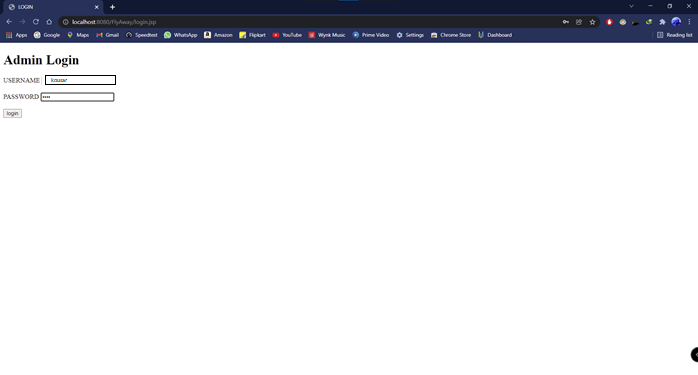 LOGIN
localhost:8080/FlyAway/login.jsp
Apps Google Maps Gmail Speedtest WhatsApp Amazon Flipkart YouTube Wynk Music Prime Video Settings Chrome Store Dashboard Reading list
Admin Login
USERNAME kausar
PASSWORD ••••
login